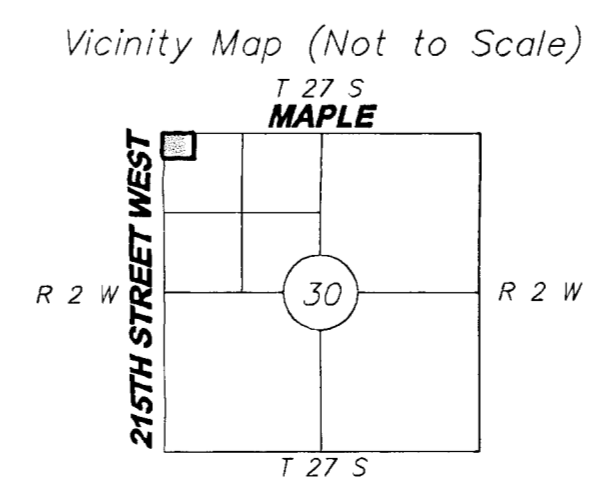 Vicinity Map (Not to Scale)
T 27 S
MAPLE
215TH STREET WEST
R 2 W
30
R 2 W
T 27 S